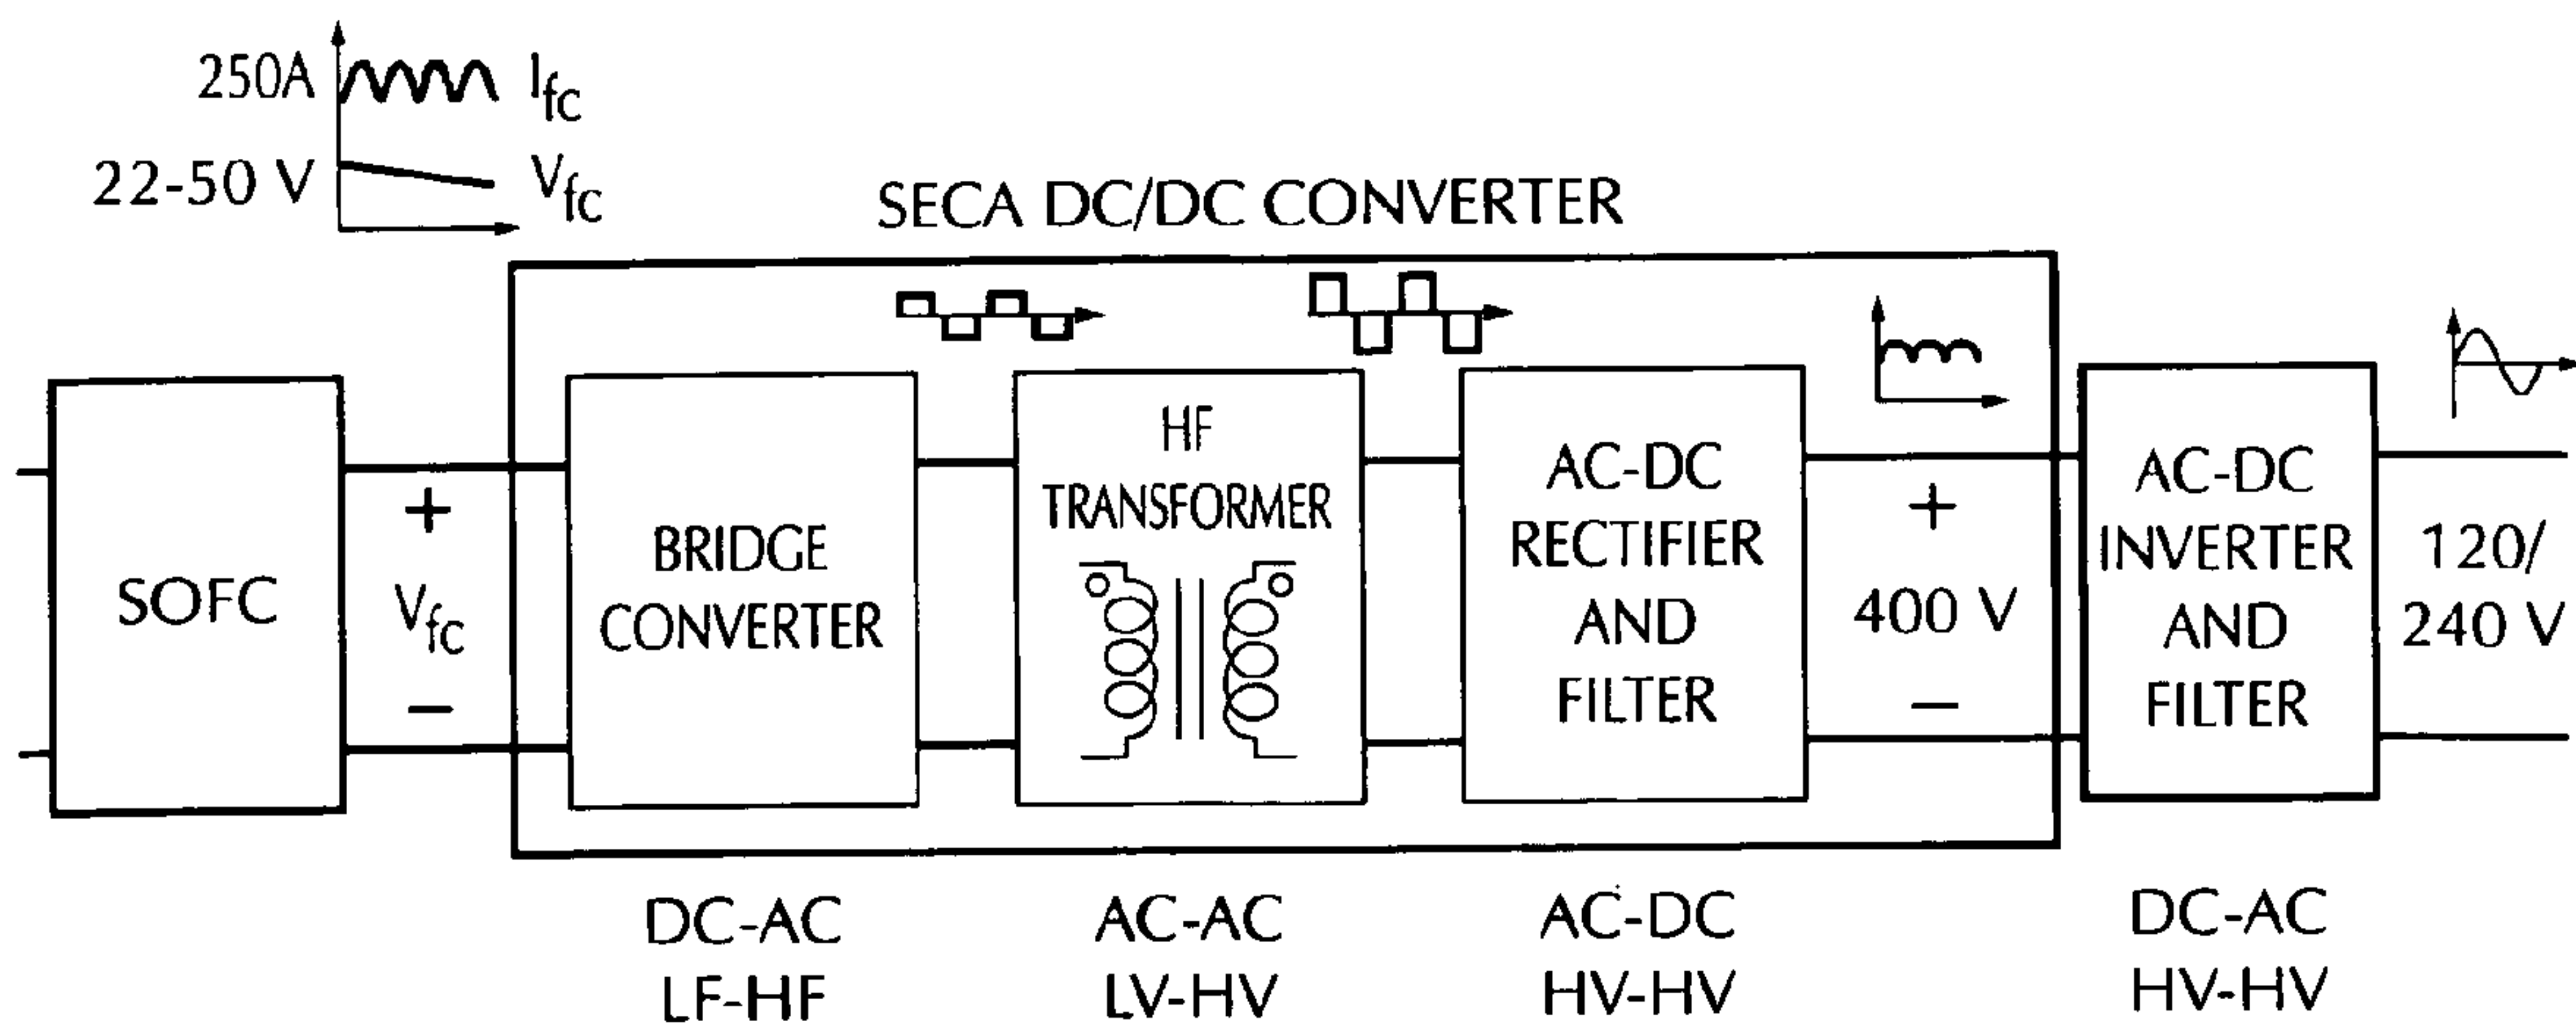 250A
I_fc
22-50 V
V_fc
SECA DC/DC CONVERTER
SOFC
+
V_fc
−
BRIDGE
CONVERTER
HF
TRANSFORMER
AC-DC
RECTIFIER
AND
FILTER
+
400 V
−
AC-DC
INVERTER
AND
FILTER
120/
240 V
DC-AC
LF-HF
AC-AC
LV-HV
AC-DC
HV-HV
DC-AC
HV-HV